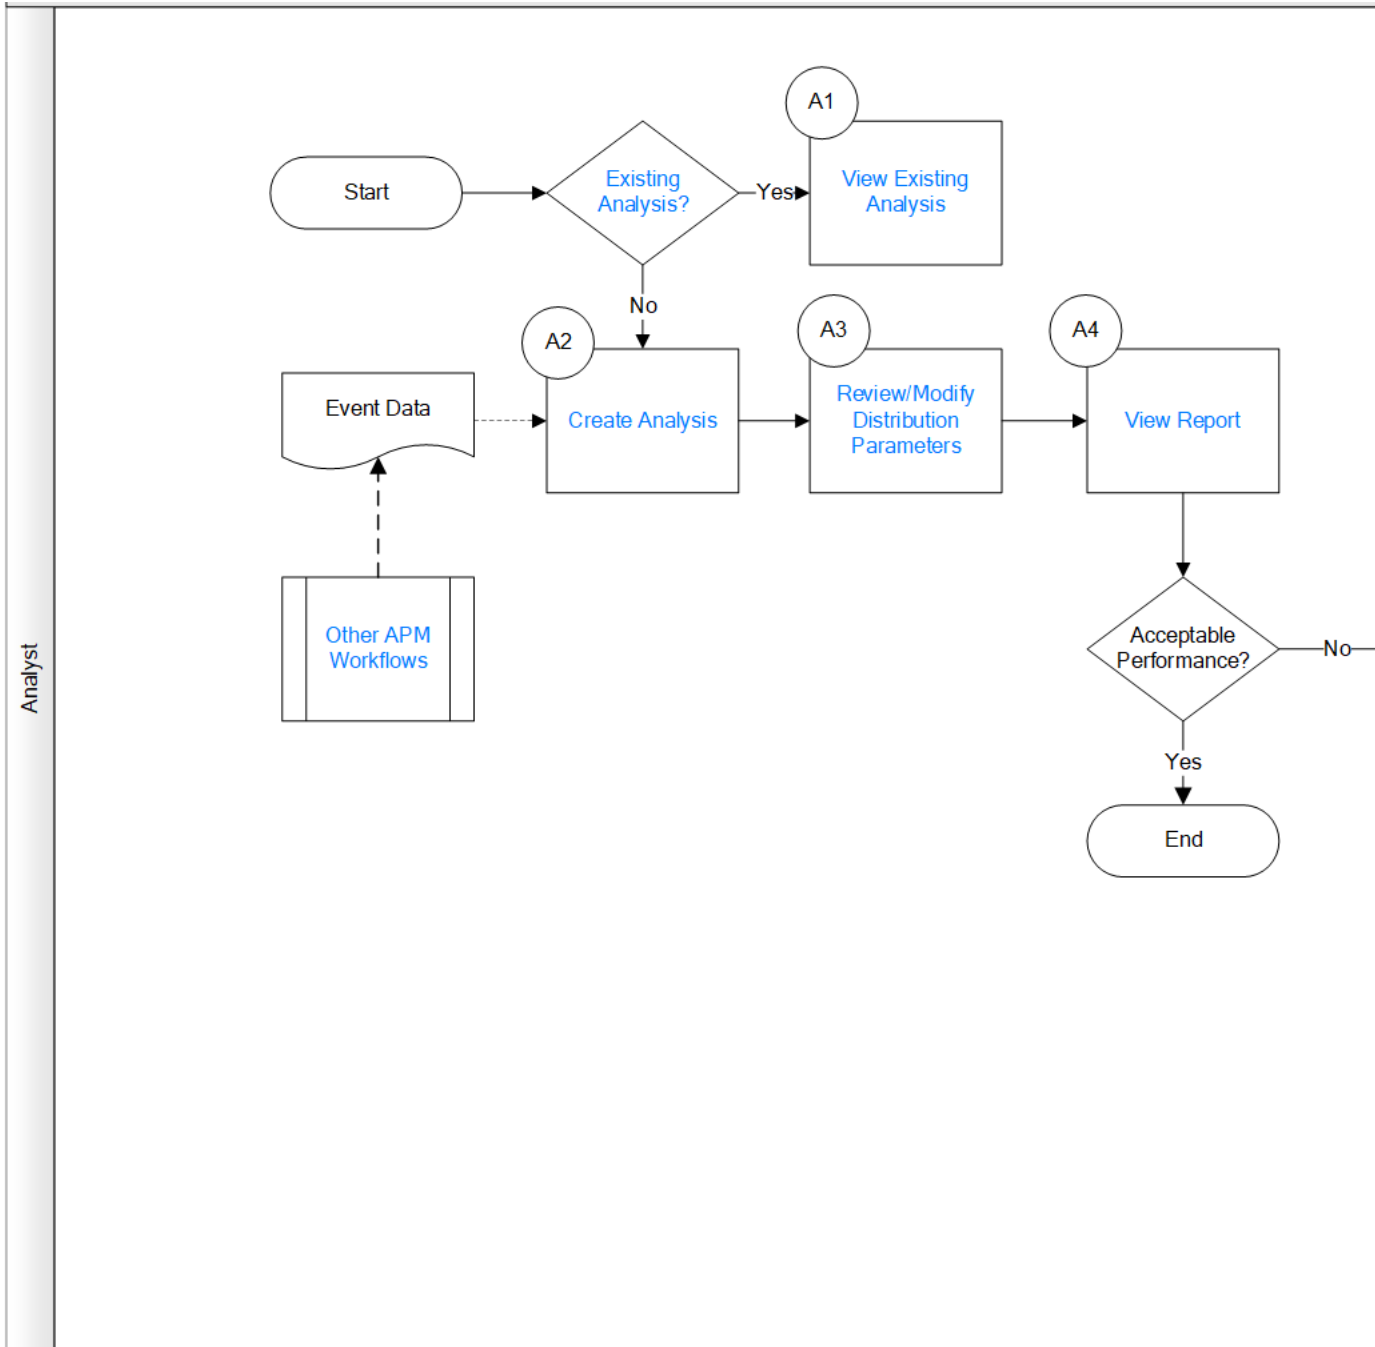 A1
Start
Existing
Analysis?
Yes
View Existing
Analysis
No
A2
A3
A4
Event Data
Create Analysis
Review/Modify
Distribution
Parameters
View Report
Other APM
Workflows
Analyst
Acceptable
Performance?
No
Yes
End